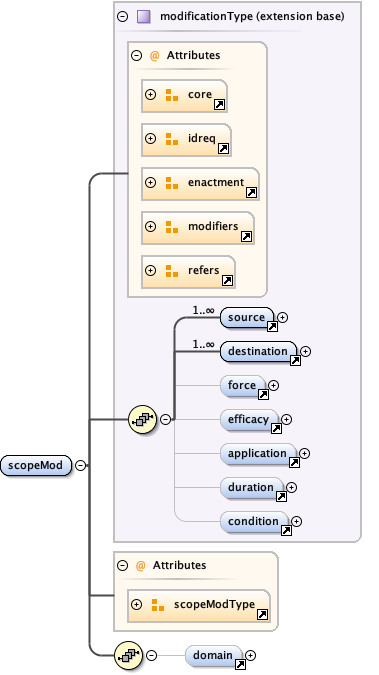 modificationType (extension base)
@ Attributes
core
idreq
enactment
modifiers
refers
1..∞
source
1..∞
destination
force
efficacy
application
duration
condition
scopeMod
@ Attributes
scopeModType
domain